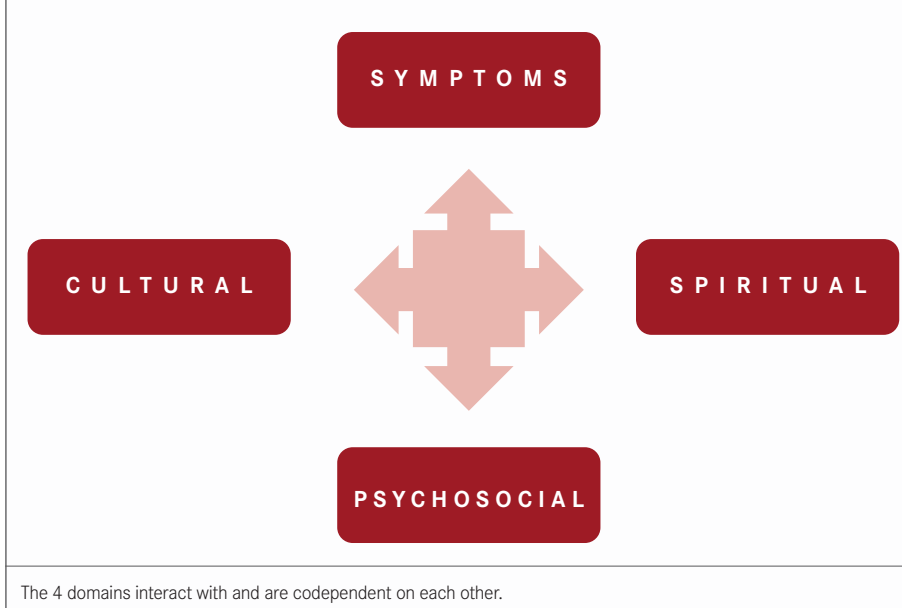 SYMPTOMS
CULTURAL
SPIRITUAL
PSYCHOSOCIAL
The 4 domains interact with and are codependent on each other.